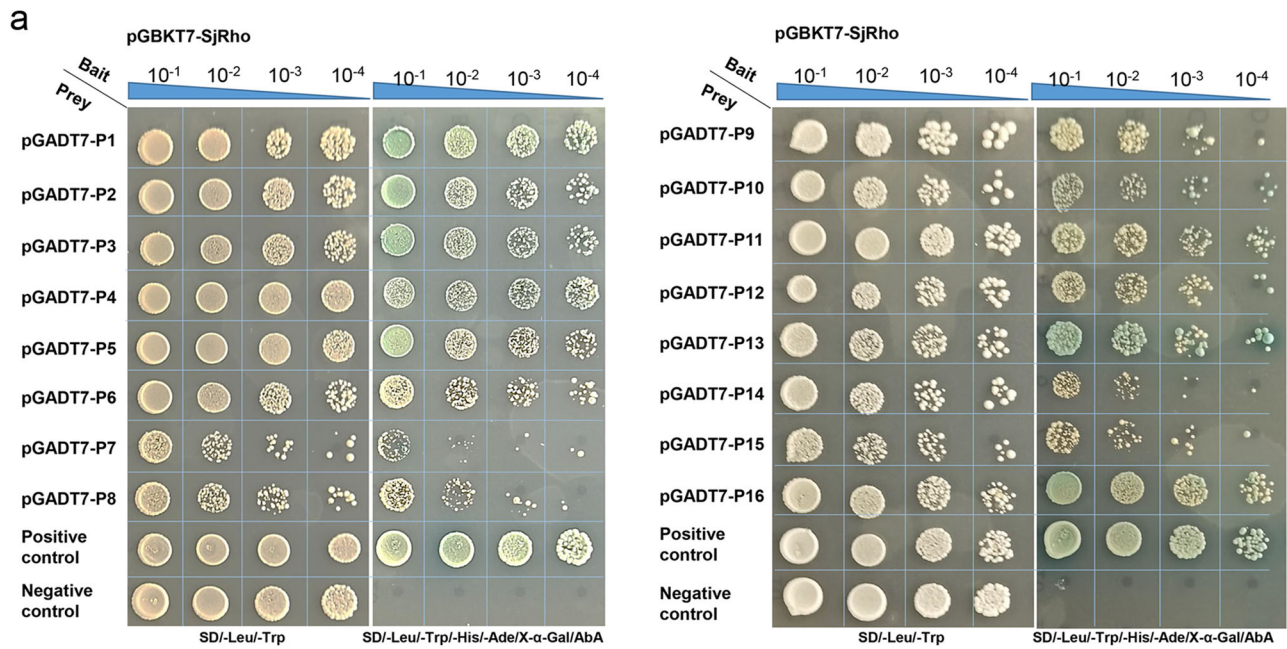 a
pGBKT7-SjRho
Bait
Prey
10-1 10-2 10-3 10-4 10-1 10-2 10-3 10-4
pGADT7-P1
pGADT7-P2
pGADT7-P3
pGADT7-P4
pGADT7-P5
pGADT7-P6
pGADT7-P7
pGADT7-P8
Positive
control
Negative
control
SD/-Leu/-Trp SD/-Leu/-Trp/-His/-Ade/X-α-Gal/AbA
pGBKT7-SjRho
Bait
Prey
10-1 10-2 10-3 10-4 10-1 10-2 10-3 10-4
pGADT7-P9
pGADT7-P10
pGADT7-P11
pGADT7-P12
pGADT7-P13
pGADT7-P14
pGADT7-P15
pGADT7-P16
Positive
control
Negative
control
SD/-Leu/-Trp SD/-Leu/-Trp/-His/-Ade/X-α-Gal/AbA